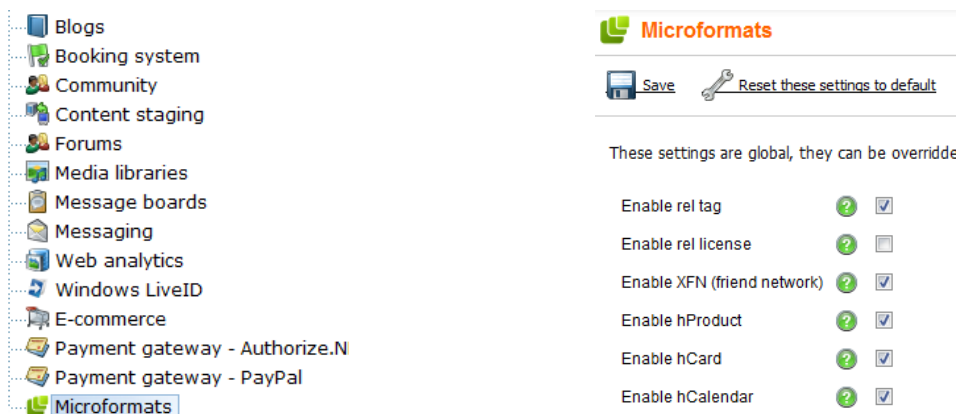 Blogs
Booking system
Community
Content staging
Forums
Media libraries
Message boards
Messaging
Web analytics
Windows LiveID
E-commerce
Payment gateway - Authorize.N
Payment gateway - PayPal
Microformats
Microformats
Save Reset these settings to default
These settings are global, they can be overridde
Enable rel tag
Enable rel license
Enable XFN (friend network)
Enable hProduct
Enable hCard
Enable hCalendar